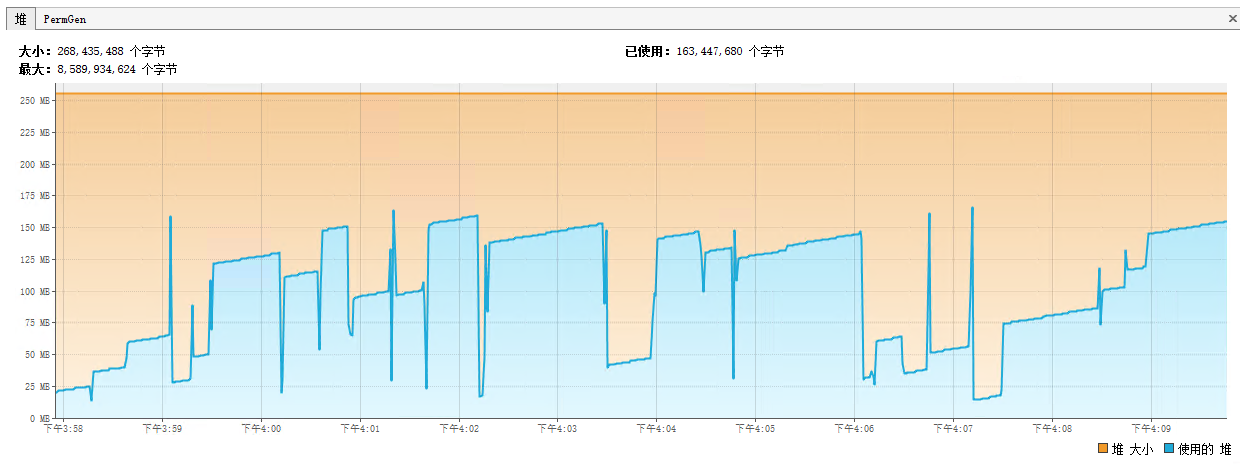 堆 PermGen ×
大小: 268,435,488 个字节 已使用: 163,447,680 个字节
最大: 8,589,934,624 个字节
250 MB
225 MB
200 MB
175 MB
150 MB
125 MB
100 MB
75 MB
50 MB
25 MB
0 MB
下午3:58 下午3:59 下午4:00 下午4:01 下午4:02 下午4:03 下午4:04 下午4:05 下午4:06 下午4:07 下午4:08 下午4:09
堆 大小 使用的 堆